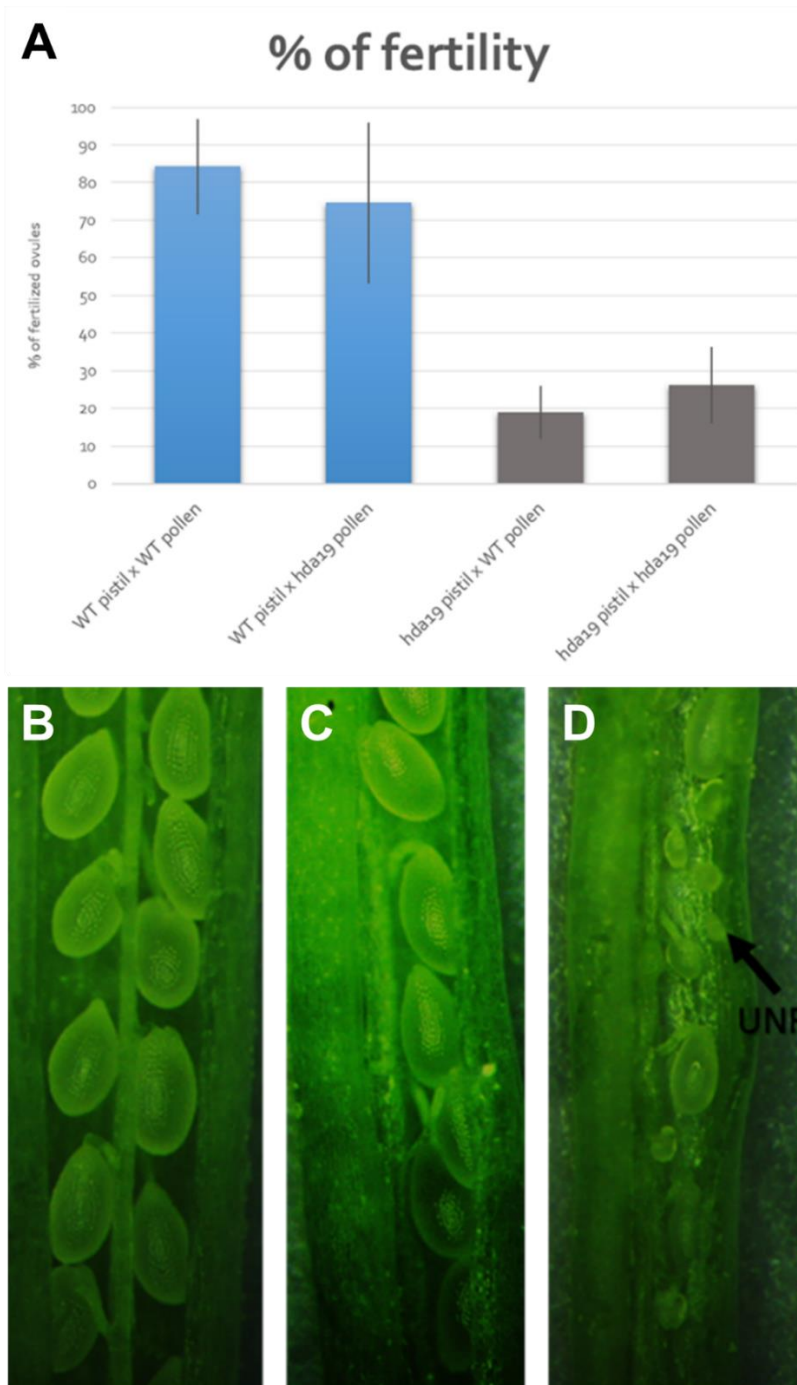 A
% of fertility
100
90
80
70
60
50
40
30
20
10
0
% of fertilized ovules
WT pistil x WT pollen
WT pistil x hda19 pollen
hda19 pistil x WT pollen
hda19 pistil x hda19 pollen
B
C
D